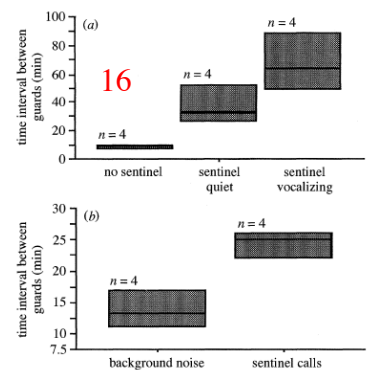 (a)
time interval between
guards (min)
100
80
60
40
20
0
16
n = 4
n = 4
n = 4
no sentinel
sentinel
quiet
sentinel
vocalizing
(b)
time interval between
guards (min)
30
25
20
15
10
7.5
n = 4
n = 4
background noise
sentinel calls